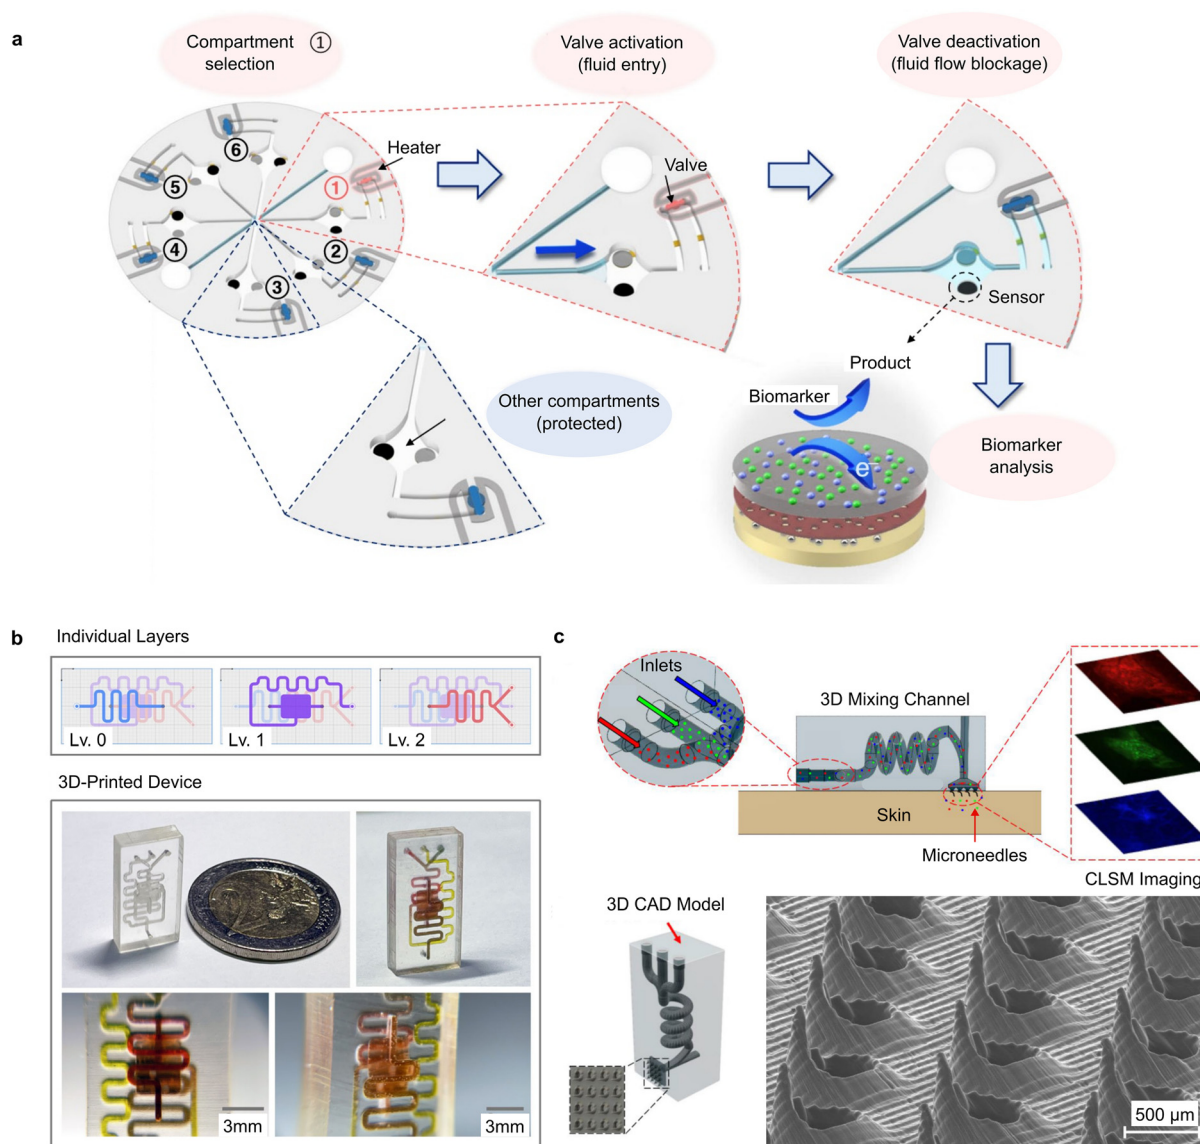 a
Compartment ①
selection
Valve activation
(fluid entry)
Valve deactivation
(fluid flow blockage)
Heater
Valve
1
2
3
4
5
6
Sensor
Product
Biomarker
e⁻
Other compartments
(protected)
Biomarker
analysis
b
Individual Layers
Lv. 0
Lv. 1
Lv. 2
3D-Printed Device
3mm
3mm
c
Inlets
3D Mixing Channel
Skin
Microneedles
CLSM Imaging
3D CAD Model
500 µm